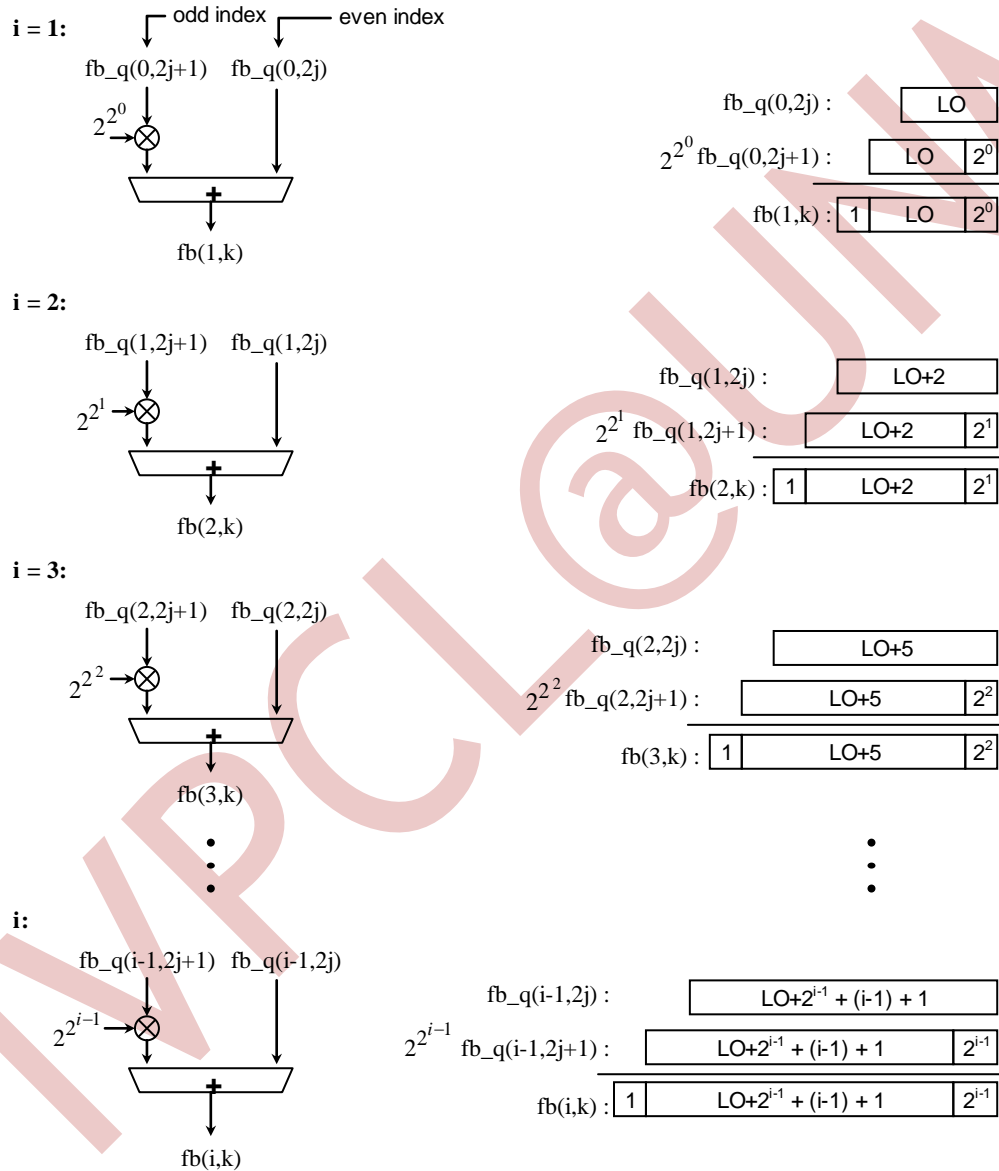 i = 1:
odd index
even index
fb_q(0,2j+1)
fb_q(0,2j)
2^{2^0}
+
fb(1,k)
fb_q(0,2j) :
LO
2^{2^0} fb_q(0,2j+1) :
LO
2^0
fb(1,k) :
1
LO
2^0
i = 2:
fb_q(1,2j+1)
fb_q(1,2j)
2^{2^1}
+
fb(2,k)
fb_q(1,2j) :
LO+2
2^{2^1} fb_q(1,2j+1) :
LO+2
2^1
fb(2,k) :
1
LO+2
2^1
i = 3:
fb_q(2,2j+1)
fb_q(2,2j)
2^{2^2}
+
fb(3,k)
fb_q(2,2j) :
LO+5
2^{2^2} fb_q(2,2j+1) :
LO+5
2^2
fb(3,k) :
1
LO+5
2^2
i:
fb_q(i-1,2j+1)
fb_q(i-1,2j)
2^{2^{i-1}}
+
fb(i,k)
fb_q(i-1,2j) :
LO+2^{i-1} + (i-1) + 1
2^{2^{i-1}} fb_q(i-1,2j+1) :
LO+2^{i-1} + (i-1) + 1
2^{i-1}
fb(i,k) :
1
LO+2^{i-1} + (i-1) + 1
2^{i-1}